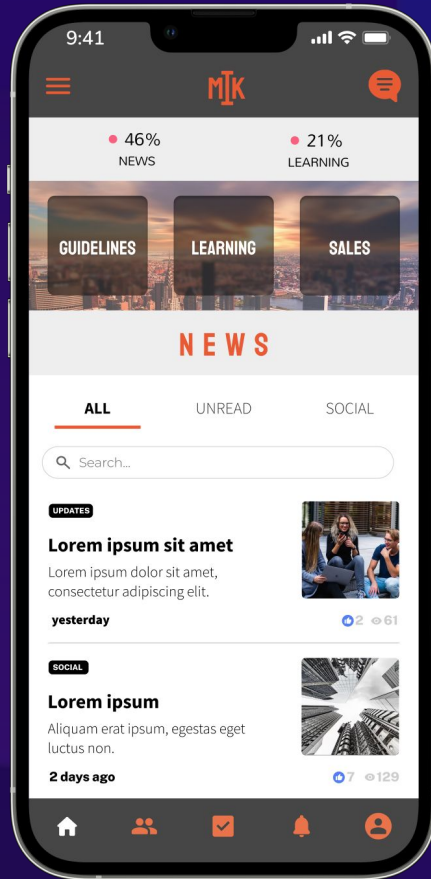 9:41
MIK
46%
NEWS
21%
LEARNING
GUIDELINES
LEARNING
SALES
NEWS
ALL
UNREAD
SOCIAL
Search...
UPDATES
Lorem ipsum sit amet
Lorem ipsum dolor sit amet,
consectetur adipiscing elit.
yesterday
2
61
SOCIAL
Lorem ipsum
Aliquam erat ipsum, egestas eget
luctus non.
2 days ago
7
129